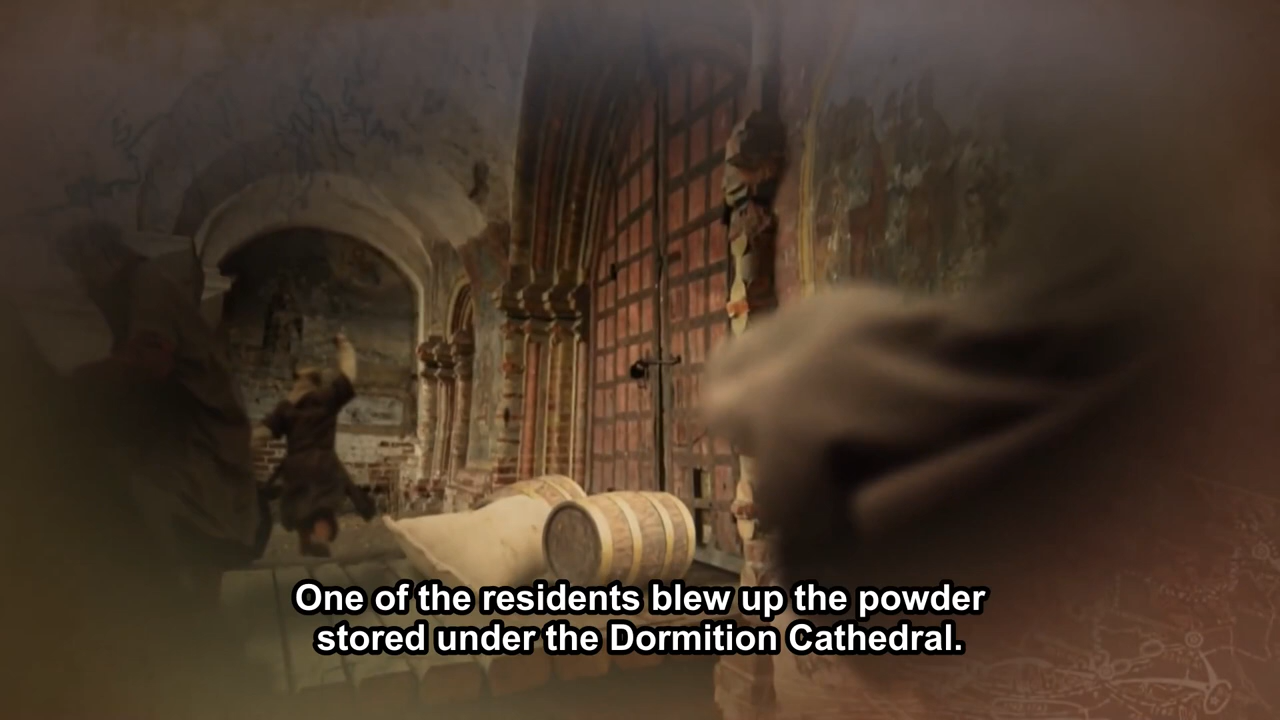 One of the residents blew up the powder
stored under the Dormition Cathedral.